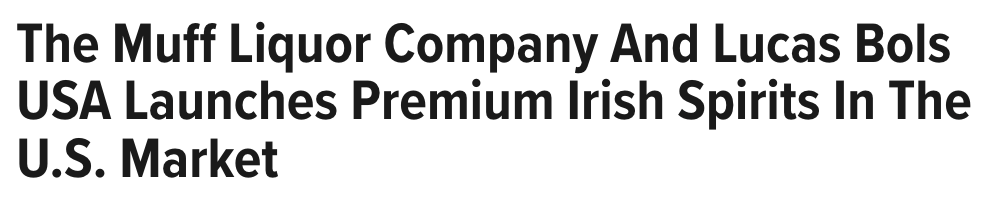 The Muff Liquor Company And Lucas Bols
USA Launches Premium Irish Spirits In The
U.S. Market